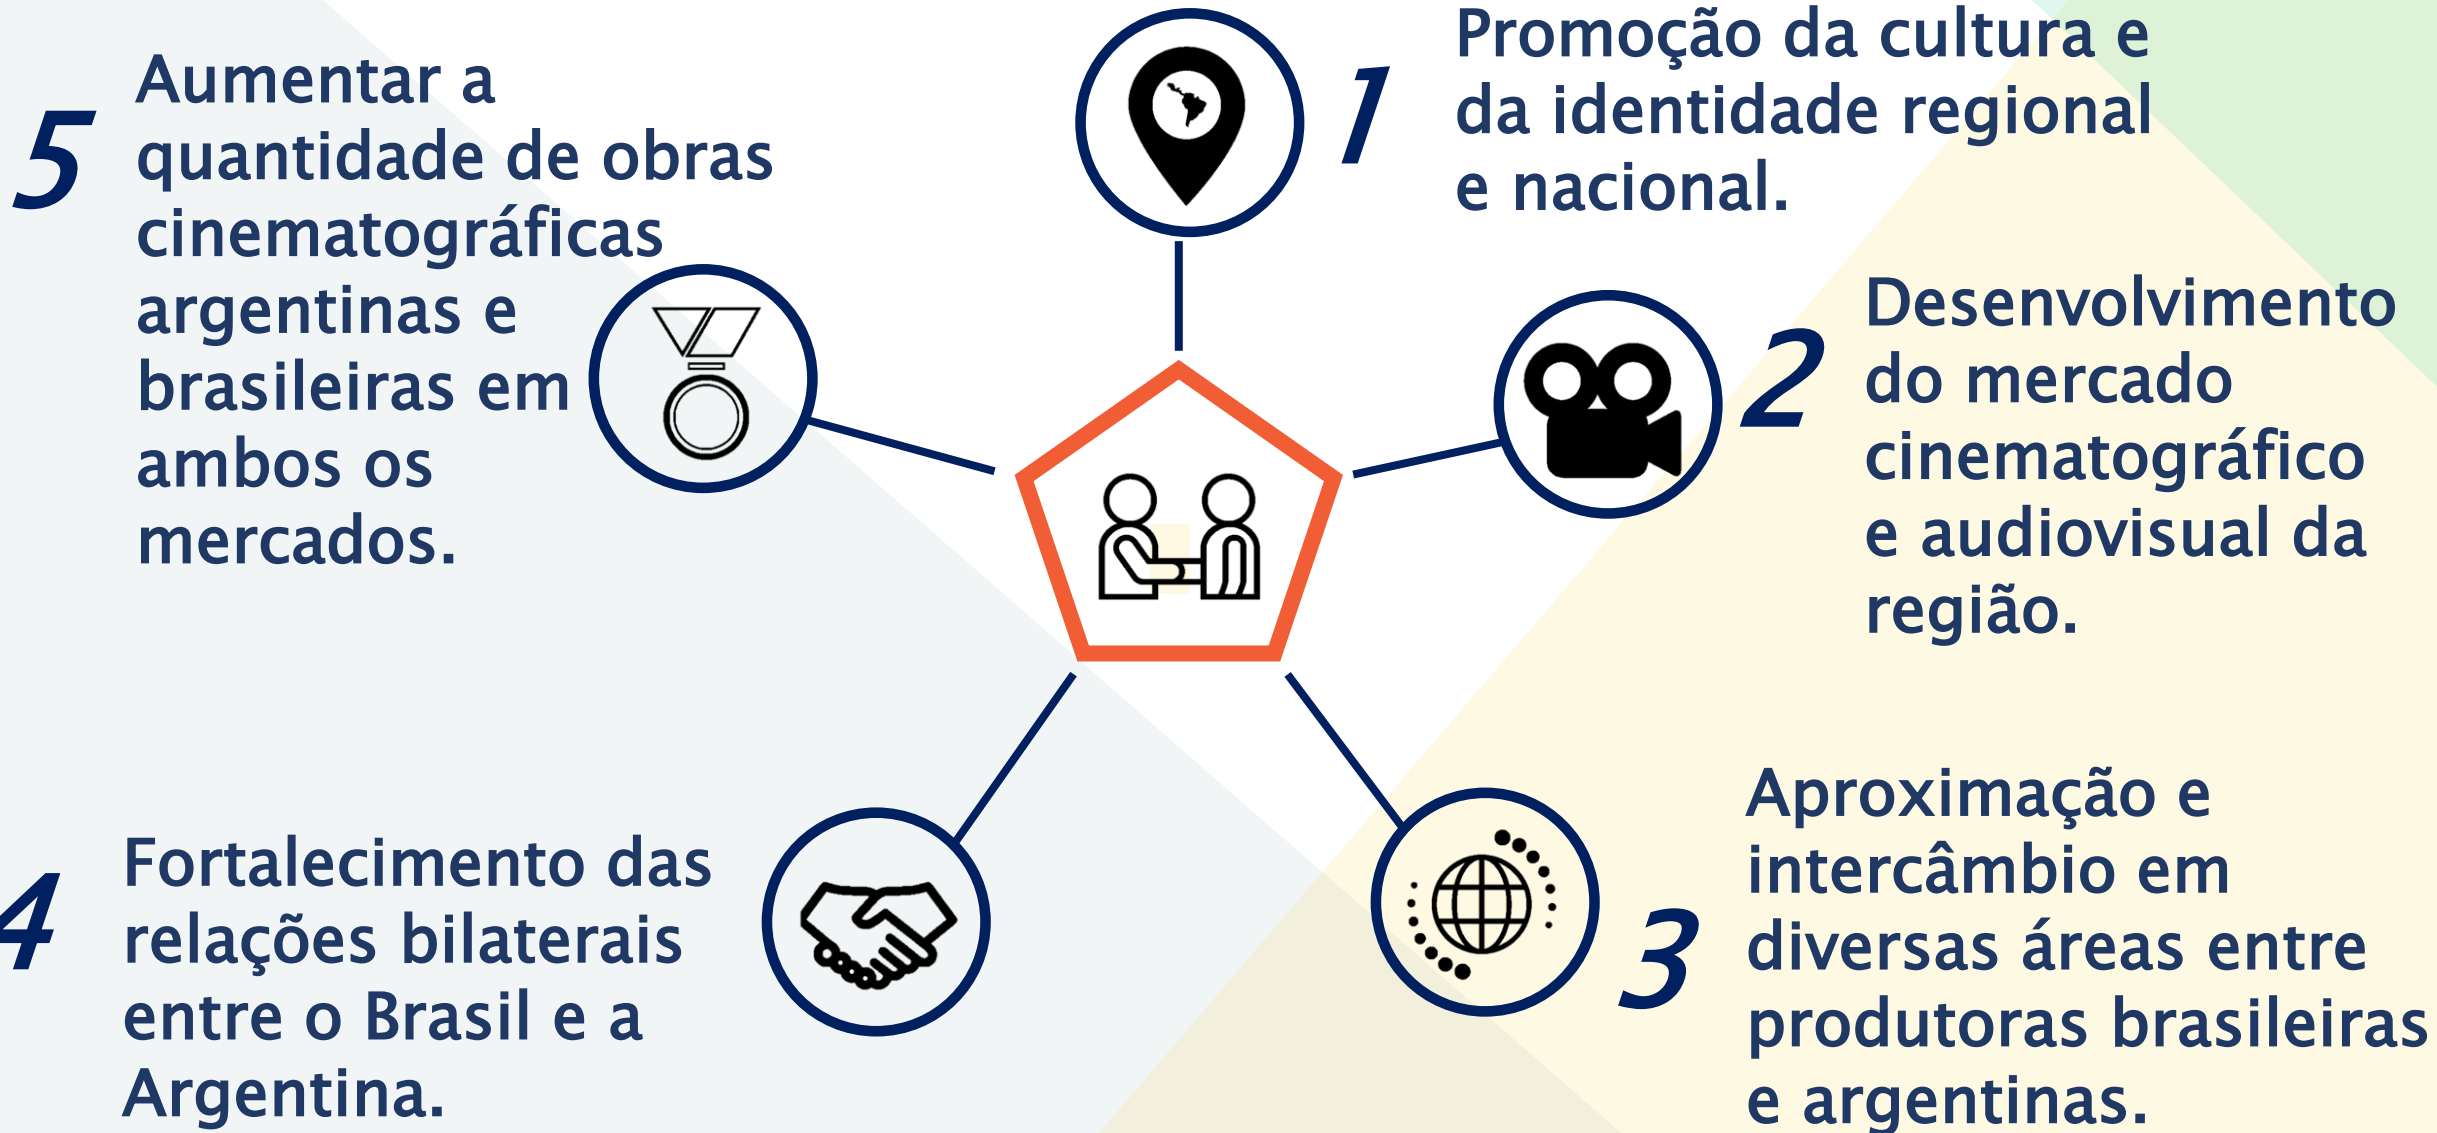 1
Promoção da cultura e
da identidade regional
e nacional.
2
Desenvolvimento
do mercado
cinematográfico
e audiovisual da
região.
3
Aproximação e
intercâmbio em
diversas áreas entre
produtoras brasileiras
e argentinas.
4
Fortalecimento das
relações bilaterais
entre o Brasil e a
Argentina.
5
Aumentar a
quantidade de obras
cinematográficas
argentinas e
brasileiras em
ambos os
mercados.